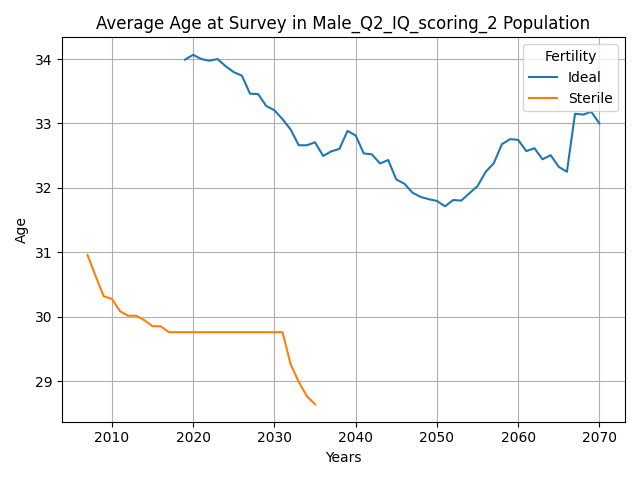 Average Age at Survey in Male_Q2_IQ_scoring_2 Population
Fertility
Ideal
Sterile
Age
34
33
32
31
30
29
2010 2020 2030 2040 2050 2060 2070
Years